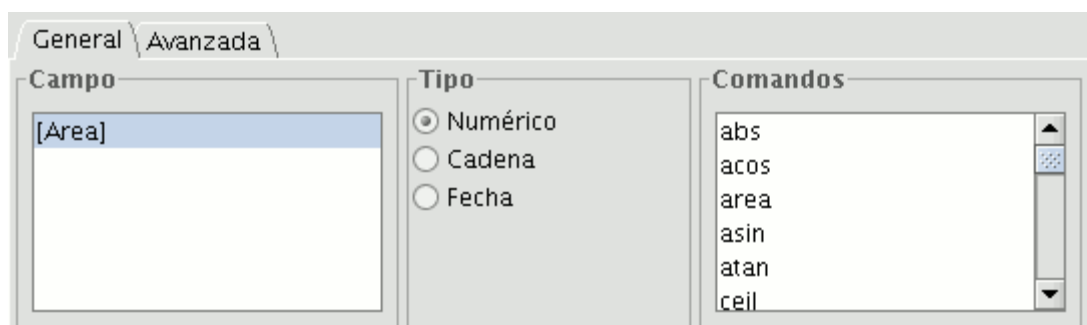 General Avanzada
Campo Tipo Comandos
[Area]
Numérico
Cadena
Fecha
abs
acos
area
asin
atan
ceil